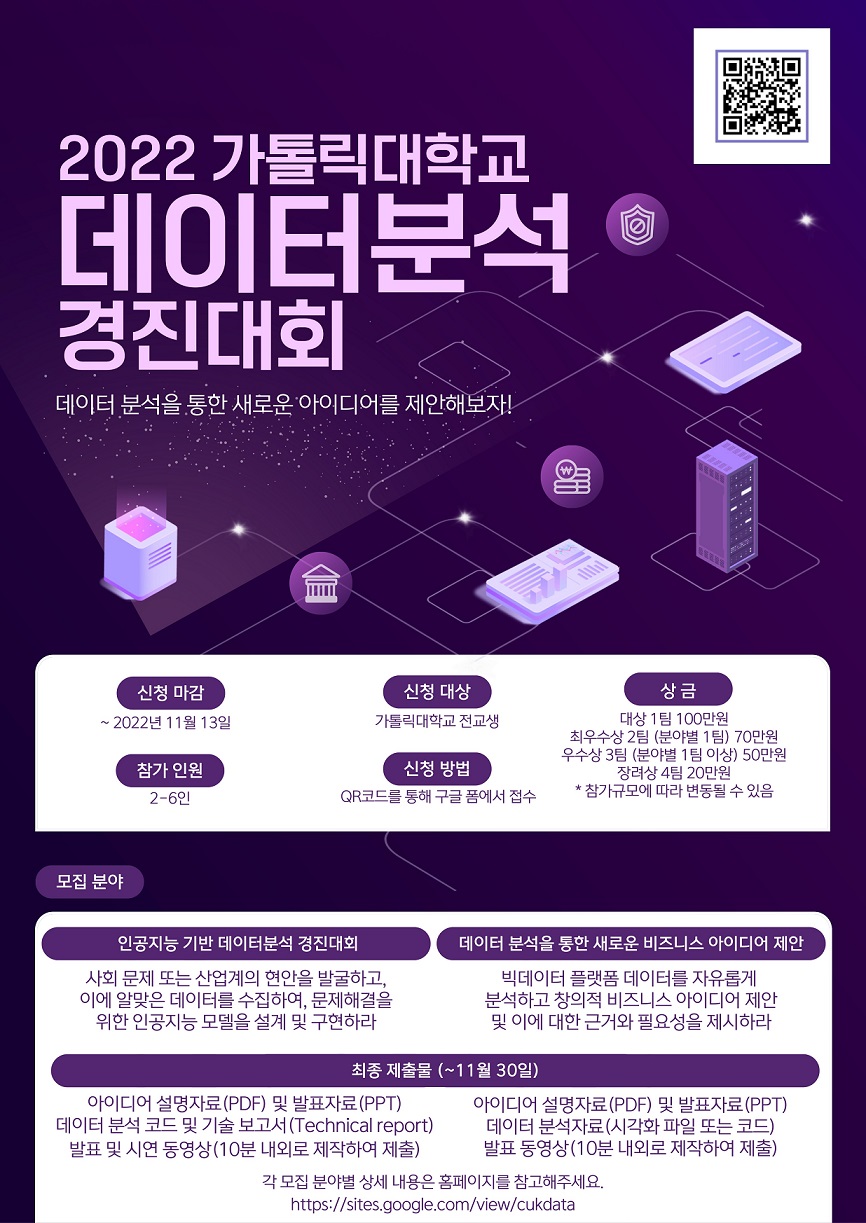 2022 가톨릭대학교
데이터분석
경진대회
데이터 분석을 통한 새로운 아이디어를 제안해보자!
신청 마감
~ 2022년 11월 13일
참가 인원
2-6인
신청 대상
가톨릭대학교 전교생
신청 방법
QR코드를 통해 구글 폼에서 접수
상 금
대상 1팀 100만원
최우수상 2팀 (분야별 1팀) 70만원
우수상 3팀 (분야별 1팀 이상) 50만원
장려상 4팀 20만원
* 참가규모에 따라 변동될 수 있음
모집 분야
인공지능 기반 데이터분석 경진대회
사회 문제 또는 산업계의 현안을 발굴하고,
이에 알맞은 데이터를 수집하여, 문제해결을
위한 인공지능 모델을 설계 및 구현하라
데이터 분석을 통한 새로운 비즈니스 아이디어 제안
빅데이터 플랫폼 데이터를 자유롭게
분석하고 창의적 비즈니스 아이디어 제안
및 이에 대한 근거와 필요성을 제시하라
최종 제출물 (~11월 30일)
아이디어 설명자료(PDF) 및 발표자료(PPT)
데이터 분석 코드 및 기술 보고서(Technical report)
발표 및 시연 동영상(10분 내외로 제작하여 제출)
아이디어 설명자료(PDF) 및 발표자료(PPT)
데이터 분석자료(시각화 파일 또는 코드)
발표 동영상(10분 내외로 제작하여 제출)
각 모집 분야별 상세 내용은 홈페이지를 참고해주세요.
https://sites.google.com/view/cukdata